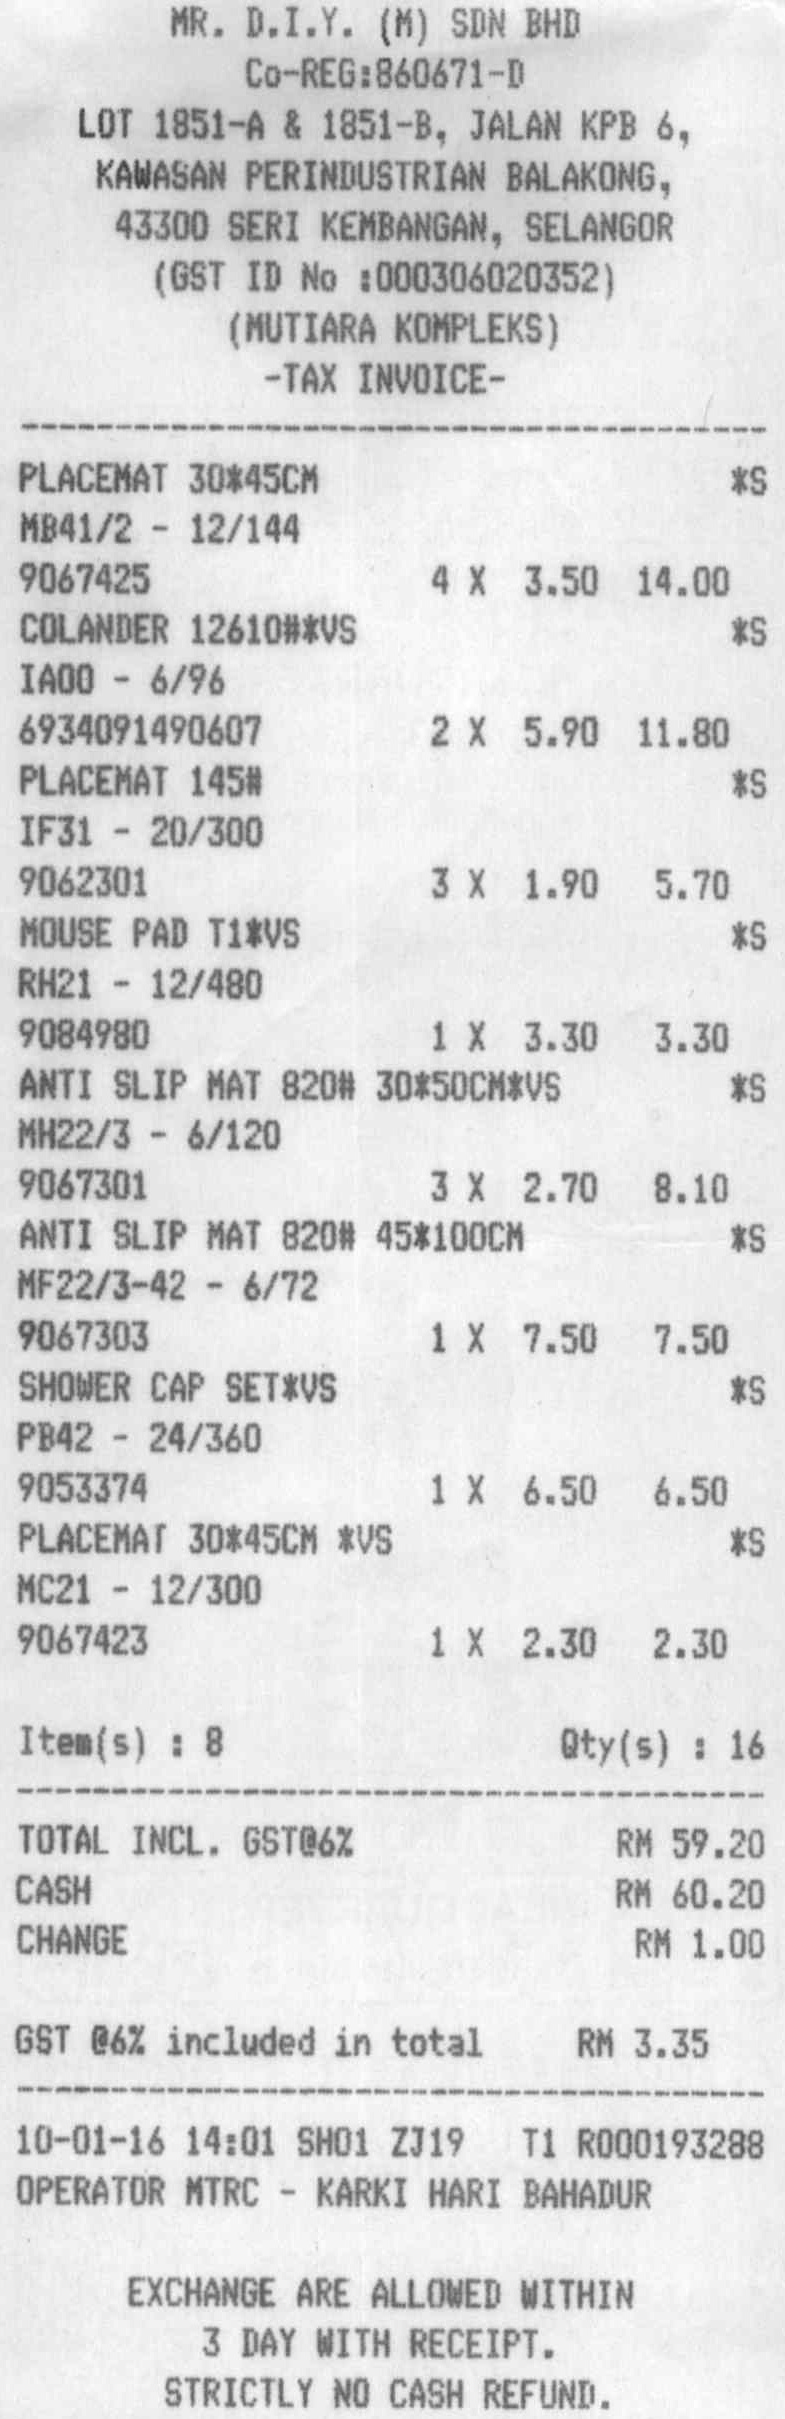 MR. D.I.Y. (M) SDN BHD
Co-REG:860671-D
LOT 1851-A & 1851-B, JALAN KPB 6,
KAWASAN PERINDUSTRIAN BALAKONG,
43300 SERI KEMBANGAN, SELANGOR
(GST ID No :000306020352)
(MUTIARA KOMPLEKS)
-TAX INVOICE-
PLACEMAT 30*45CM *S
MB41/2 - 12/144
9067425 4 X 3.50 14.00
COLANDER 12610#*VS *S
IA00 - 6/96
6934091490607 2 X 5.90 11.80
PLACEMAT 145# *S
IF31 - 20/300
9062301 3 X 1.90 5.70
MOUSE PAD T1*VS *S
RH21 - 12/480
9084980 1 X 3.30 3.30
ANTI SLIP MAT 820# 30*50CM*VS *S
MH22/3 - 6/120
9067301 3 X 2.70 8.10
ANTI SLIP MAT 820# 45*100CM *S
MF22/3-42 - 6/72
9067303 1 X 7.50 7.50
SHOWER CAP SET*VS *S
PB42 - 24/360
9053374 1 X 6.50 6.50
PLACEMAT 30*45CM *VS *S
MC21 - 12/300
9067423 1 X 2.30 2.30
Item(s) : 8 Qty(s) : 16
TOTAL INCL. GST@6% RM 59.20
CASH RM 60.20
CHANGE RM 1.00
GST @6% included in total RM 3.35
10-01-16 14:01 SH01 ZJ19 T1 R000193288
OPERATOR MTRC - KARKI HARI BAHADUR
EXCHANGE ARE ALLOWED WITHIN
3 DAY WITH RECEIPT.
STRICTLY NO CASH REFUND.